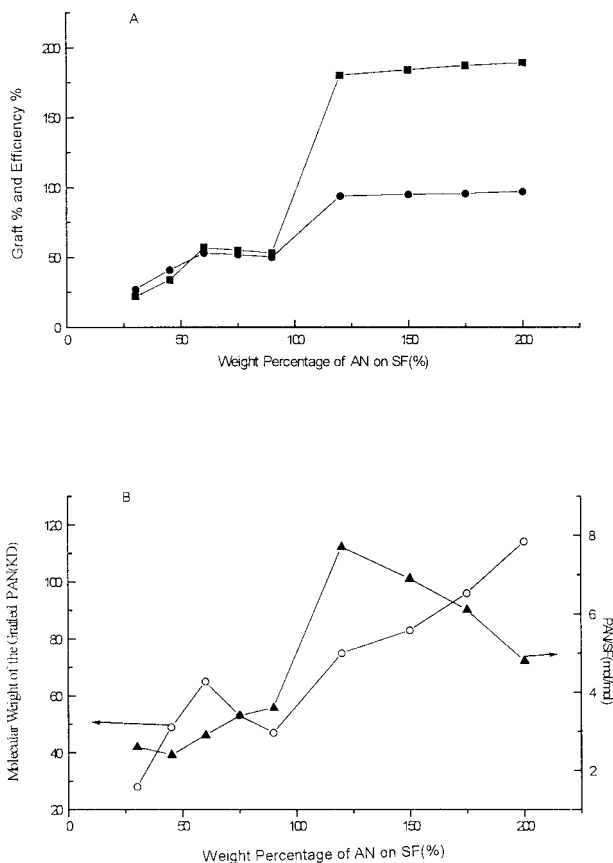 A
Graft % and Efficiency %
200
150
100
50
0
0 50 100 150 200
Weight Percentage of AN on SF(%)
B
Molecular Weight of the Grafted PAN(KD)
120
100
80
60
40
20
8
6
4
2
PAN/SF(mol/mol)
0 50 100 150 200
Weight Percentage of AN on SF(%)